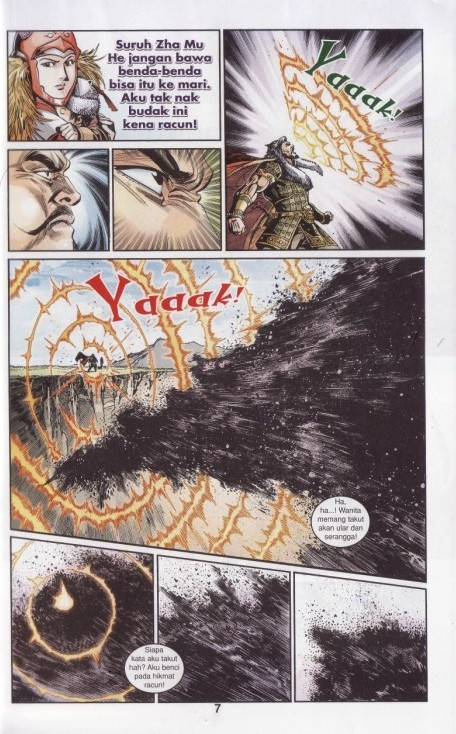 Suruh Zha Mu
He jangan bawa
benda-benda
bisa itu ke mari.
Aku tak nak
budak ini
kena racun!
Yaaak!
Yaaak!
Ha,
ha...! Wanita
memang takut
akan ular dan
serangga!
Siapa
kata aku takut
hah? Aku benci
pada hikmat
racun!
7